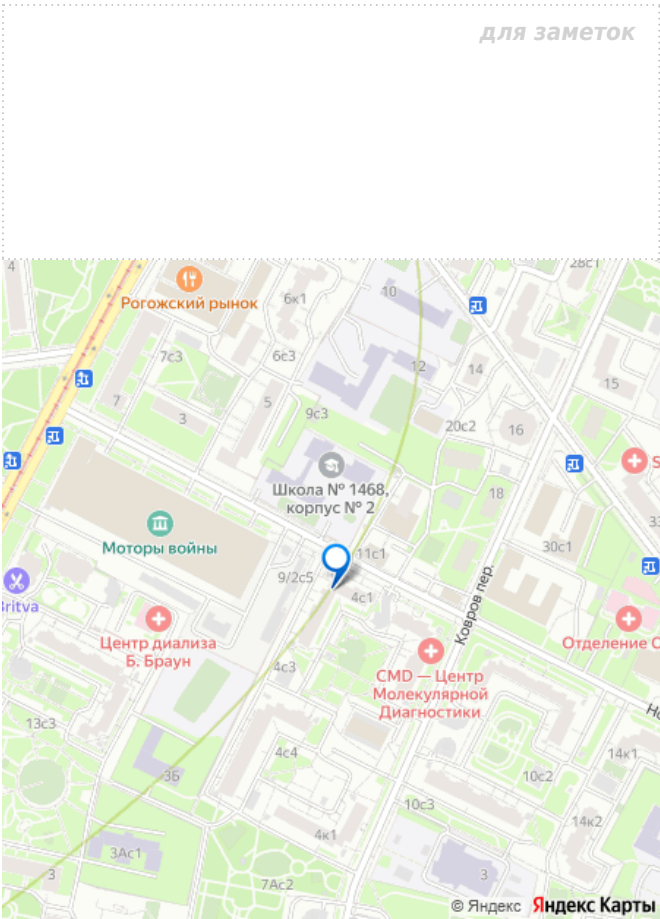 для заметок
4
28с1
Рогожский рынок
6к1
10
7с3
6с3
12
14
15
7
3
5
9с3
20с2
16
Школа № 1468,
корпус № 2
18
Моторы войны
30с1
11с1
9/2с5
4с1
Britva
Ковров пер.
Центр диализа
Б. Браун
Отделение С
4с3
CMD — Центр
Молекулярной
Диагностики
13с3
4с4
14к1
3Б
10с2
10с3
14к2
4к1
3Ас1
3
3
7Ас2
© Яндекс Яндекс Карты